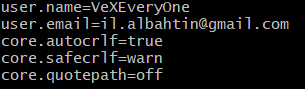 user.name=VeXEveryOne
user.email=il.albahtin@gmail.com
core.autocrlf=true
core.safecrlf=warn
core.quotepath=off